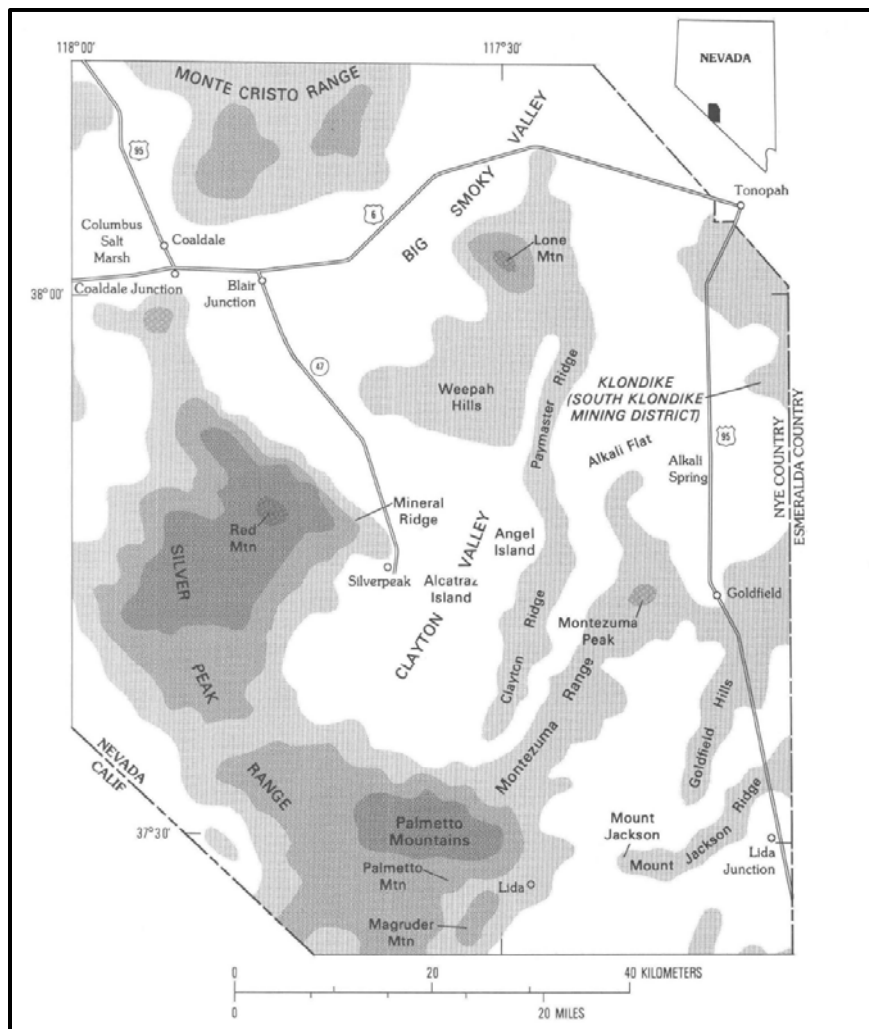 118°00'
117°30'
NEVADA
MONTE CRISTO RANGE
95
6
BIG SMOKY VALLEY
Tonopah
Columbus
Salt
Marsh
Coaldale
Lone
Mtn
Coaldale Junction
Blair
Junction
38°00'
47
Weepah
Hills
Paymaster Ridge
KLONDIKE
(SOUTH KLONDIKE
MINING DISTRICT)
95
Alkali Flat
Alkali
Spring
NYE COUNTRY
ESMERALDA COUNTRY
Mineral
Ridge
Red
Mtn
Angel
Island
Silverpeak
Alcatraz
Island
CLAYTON VALLEY
Clayton Ridge
Goldfield
Montezuma
Peak
SILVER PEAK RANGE
Montezuma Range
Goldfield Hills
NEVADA
CALIF
37°30'
Palmetto
Mountains
Mount
Jackson
Mount Jackson Ridge
Lida
Junction
Palmetto
Mtn
Lida
Magruder
Mtn
0 20 40 KILOMETERS
0 20 MILES